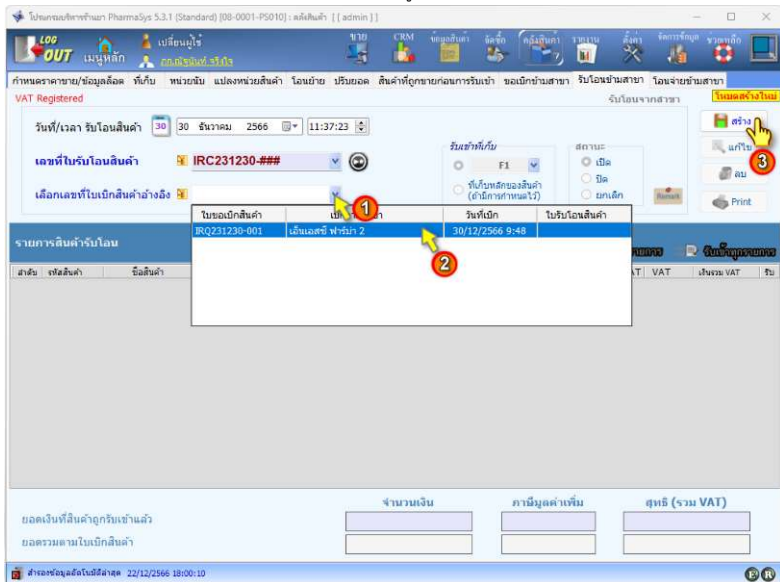 โปรแกรมบริหารร้านยา PharmaSys 5.3.1 (Standard) [08-0001-PS010] : คลังสินค้า [ [ admin ] ]
LOG OUT เมนูหลัก เปลี่ยนผู้ใช้ ขาย CRM ข้อมูลสินค้า จัดซื้อ คลังสินค้า รายงาน ตั้งค่า จัดการข้อมูล ช่วยเหลือ
กำหนดราคาขาย/ข้อมูลล็อต ที่เก็บ หน่วยนับ แปลงหน่วยสินค้า โอนย้าย ปรับยอด สินค้าที่ถูกขายก่อนการรับเข้า ขอเบิกข้ามสาขา รับโอนข้ามสาขา โอนจ่ายข้ามสาขา
VAT Registered รับโอนจากสาขา โหมดสร้างใหม่
วันที่/เวลา รับโอนสินค้า 30 30 ธันวาคม 2566 11:37:23 สร้าง
รับเข้าที่เก็บ สถานะ
เลขที่ใบรับโอนสินค้า IRC231230-### F1 เปิด แก้ไข
3
ที่เก็บหลักของสินค้า (ถ้ามีการกำหนดไว้) ปิด ลบ
เลือกเลขที่ใบเบิกสินค้าอ้างอิง ยกเลิก Remark Print
1
ใบขอเบิกสินค้า วันที่เบิก ใบรับโอนสินค้า
IRQ231230-001 เอ็นเอสซี ฟาร์มา 2 30/12/2566 9:48
2
รายการสินค้ารับโอน รับเข้าทุกรายการ
ลำดับ รหัสสินค้า ชื่อสินค้า VAT เงินรวม VAT รับ
จำนวนเงิน ภาษีมูลค่าเพิ่ม สุทธิ (รวม VAT)
ยอดเงินที่สินค้าถูกรับเข้าแล้ว
ยอดรวมตามใบเบิกสินค้า
สำรองข้อมูลอัตโนมัติล่าสุด 22/12/2566 18:00:10 E R